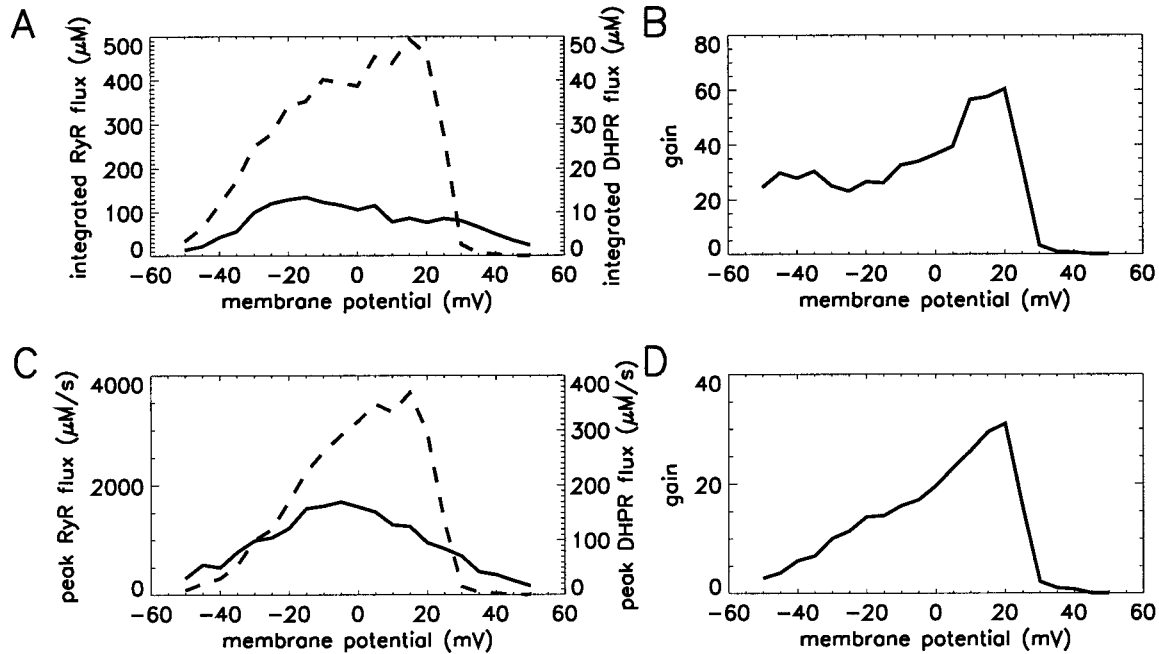 A
integrated RyR flux (μM)
500
400
300
200
100
0
−60 −40 −20 0 20 40 60
membrane potential (mV)
50
40
30
20
10
0
integrated DHPR flux (μM)
B
gain
80
60
40
20
0
−60 −40 −20 0 20 40 60
membrane potential (mV)
C
peak RyR flux (μM/s)
4000
2000
0
−60 −40 −20 0 20 40 60
membrane potential (mV)
400
300
200
100
0
peak DHPR flux (μM/s)
D
gain
40
20
0
−60 −40 −20 0 20 40 60
membrane potential (mV)